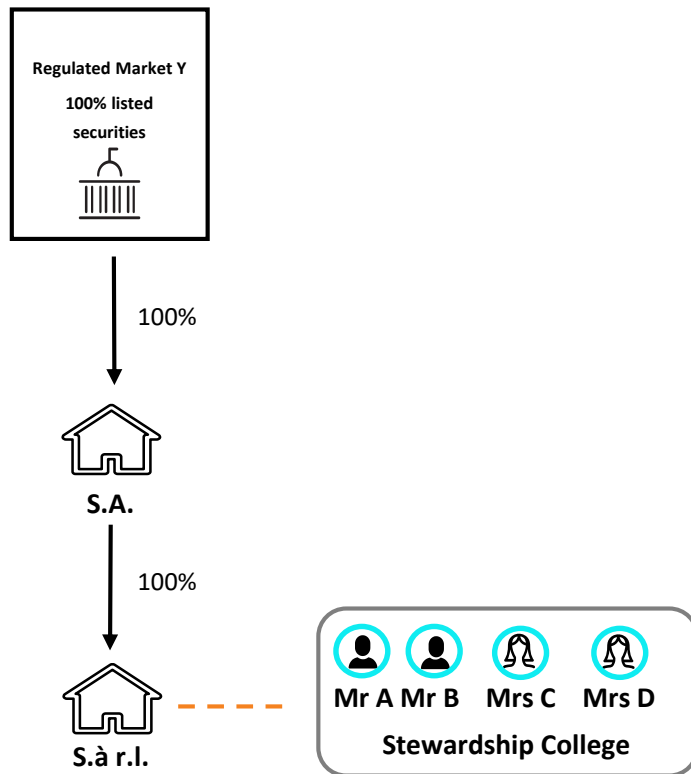 Regulated Market Y
100% listed
securities
100%
S.A.
100%
S.à r.l.
Mr A Mr B Mrs C Mrs D
Stewardship College